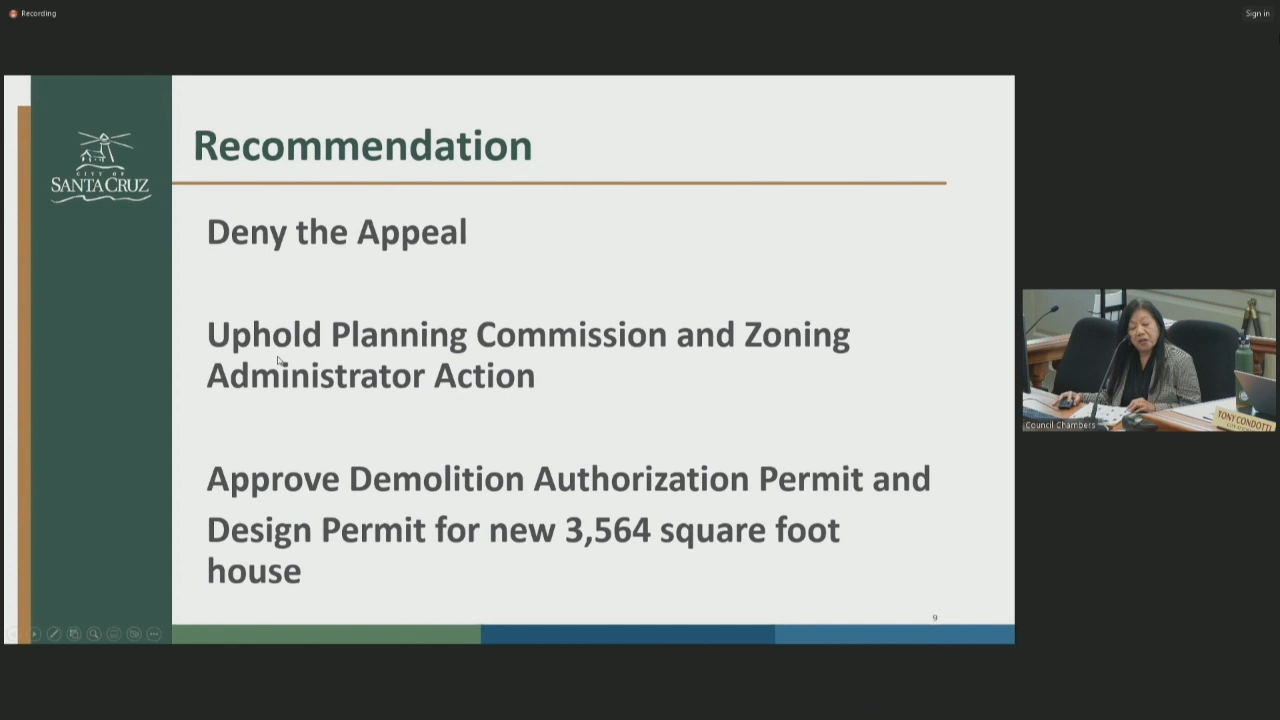 Recording
Sign in
CITY OF
SANTA CRUZ
Recommendation
Deny the Appeal
Uphold Planning Commission and Zoning
Administrator Action
Approve Demolition Authorization Permit and
Design Permit for new 3,564 square foot
house
9
Council Chambers
TONY CONDOTTI